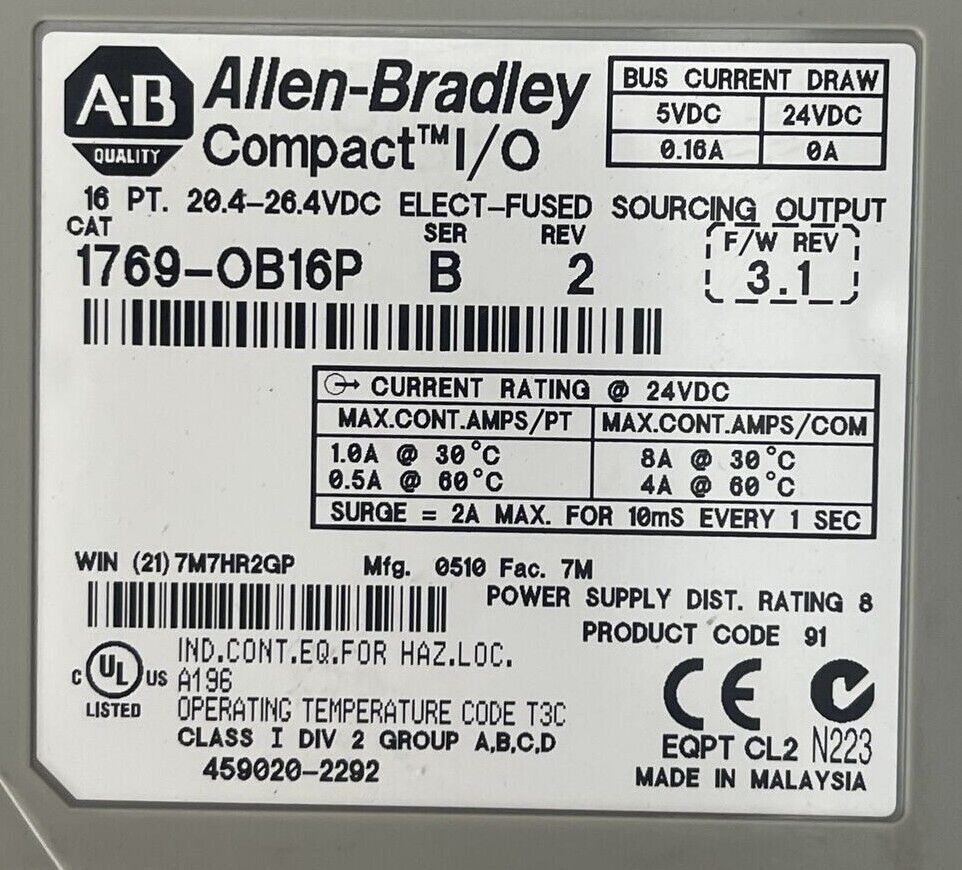 A-B
QUALITY
Allen-Bradley
Compact™ I/O
BUS CURRENT DRAW
5VDC 24VDC
0.16A 0A
16 PT. 20.4-26.4VDC ELECT-FUSED SOURCING OUTPUT
CAT SER REV F/W REV
1769-OB16P B 2 3.1
CURRENT RATING @ 24VDC
MAX.CONT.AMPS/PT MAX.CONT.AMPS/COM
1.0A @ 30°C 8A @ 30°C
0.5A @ 60°C 4A @ 60°C
SURGE = 2A MAX. FOR 10mS EVERY 1 SEC
WIN (21) 7M7HR2GP Mfg. 0510 Fac. 7M
POWER SUPPLY DIST. RATING 8
PRODUCT CODE 91
C UL US
LISTED
IND.CONT.EQ.FOR HAZ.LOC.
A196
OPERATING TEMPERATURE CODE T3C
CLASS I DIV 2 GROUP A,B,C,D
459020-2292
CE
EQPT CL2 N223
MADE IN MALAYSIA